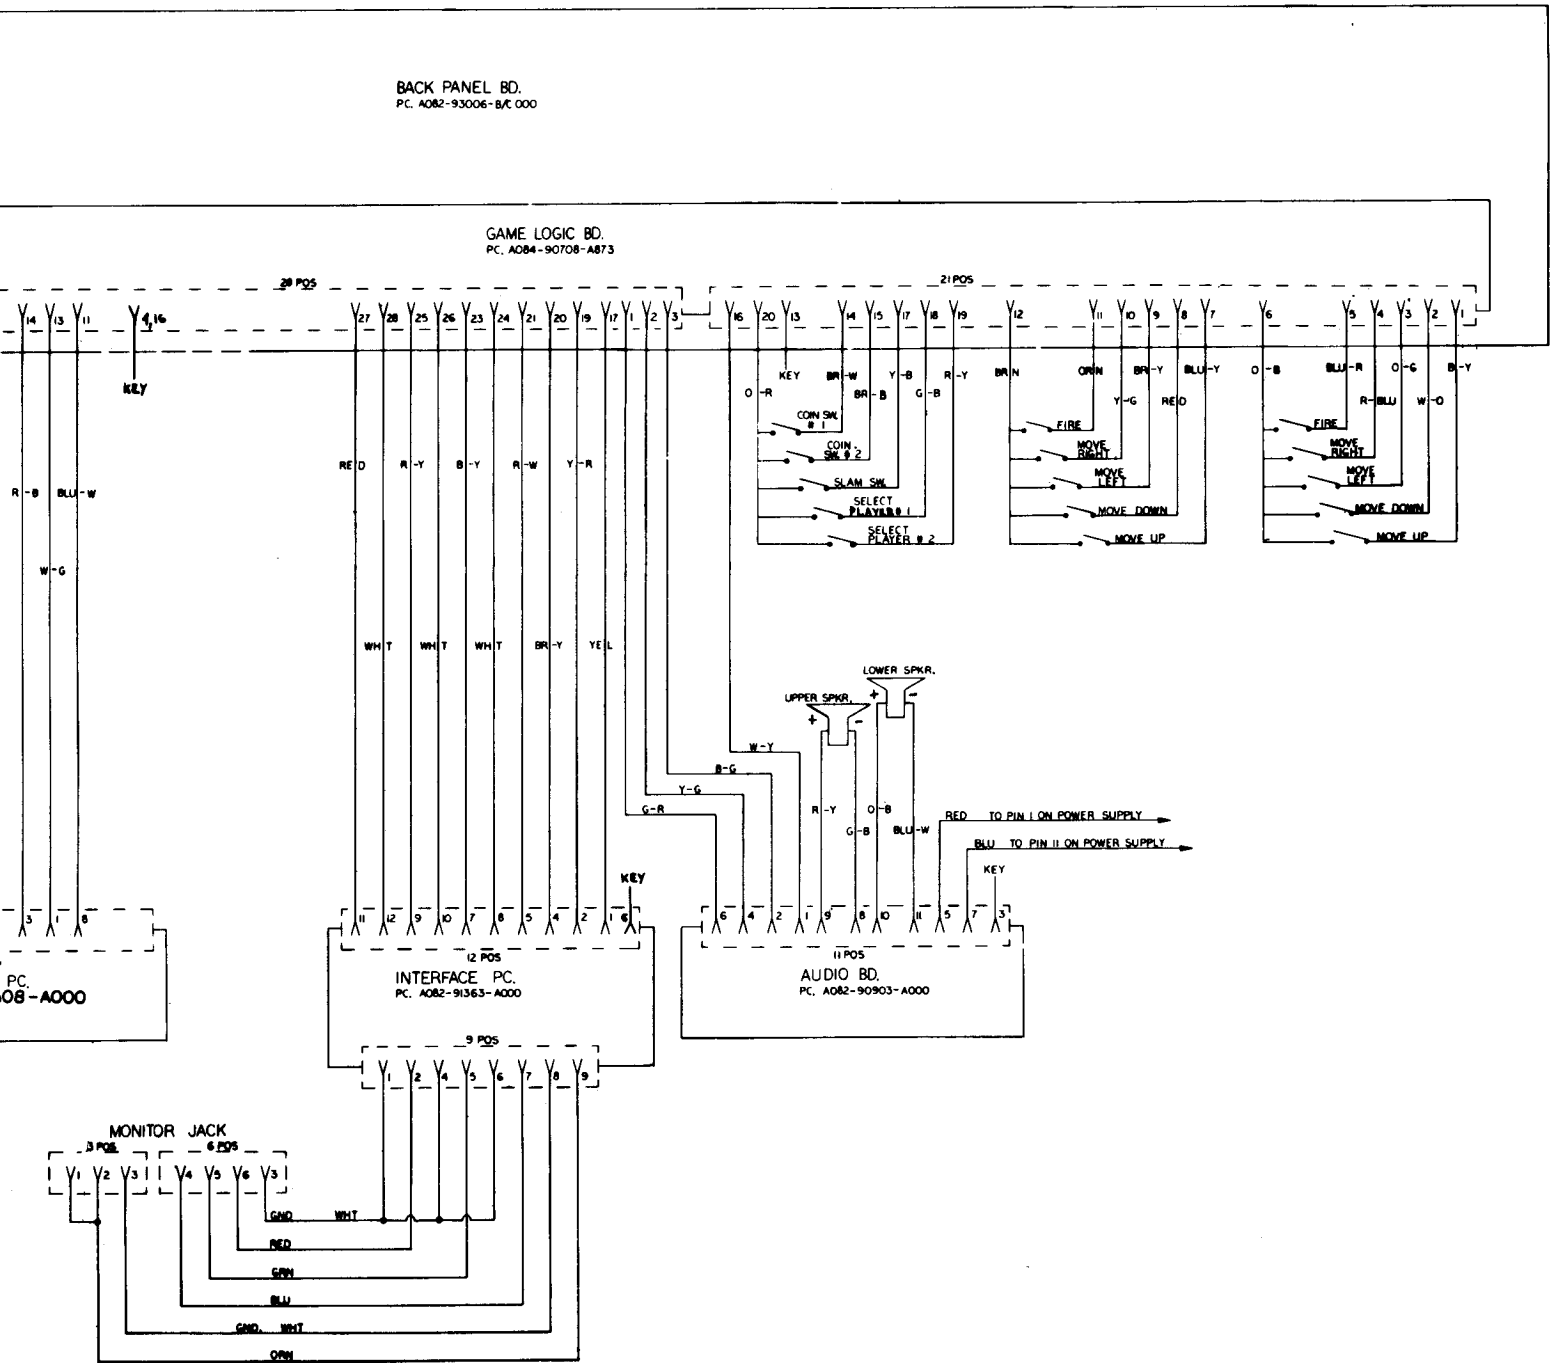 BACK PANEL BD.
PC. A082-93006-B/C 000
GAME LOGIC BD.
PC. A084-90708-A873
28 POS
21 POS
14 13 11 4,16 27 28 25 26 23 24 21 20 19 17 1 2 3 16 20 13 14 15 17 18 19 12 11 10 9 8 7 6 5 4 3 2 1
KEY
KEY
BR-W
Y-B
R-Y
BRN
ORN
BR-Y
BLU-Y
O-B
BLU-R
O-G
B-Y
O-R
BR-B
G-B
Y-G
RED
R-BLU
W-O
COIN SW.
# 1
COIN.
SW. # 2
SLAM SW.
SELECT
PLAYER # 1
SELECT
PLAYER # 2
FIRE
MOVE
RIGHT
MOVE
LEFT
MOVE DOWN
MOVE UP
FIRE
MOVE
RIGHT
MOVE
LEFT
MOVE DOWN
MOVE UP
RED
R-Y
B-Y
R-W
Y-R
R-B
BLU-W
W-G
WHT
WHT
WHT
BR-Y
YEL
LOWER SPKR.
+ -
UPPER SPKR.
+ -
W-Y
B-G
Y-G
G-R
R-Y
O-B
G-B
BLU-W
RED TO PIN 1 ON POWER SUPPLY
BLU TO PIN 11 ON POWER SUPPLY
KEY
KEY
3 1 8 11 12 9 10 7 8 5 4 2 1 6 6 4 2 1 9 8 10 11 5 7 3
12 POS
11 POS
PC.
08-A000
INTERFACE PC.
PC. A082-91363-A000
AUDIO BD.
PC. A082-90903-A000
9 POS
1 2 4 5 6 7 8 9
MONITOR JACK
3 POS
6 POS
1 2 3 4 5 6 3
GND WHT
RED
GRN
BLU
GND. WHT
ORN